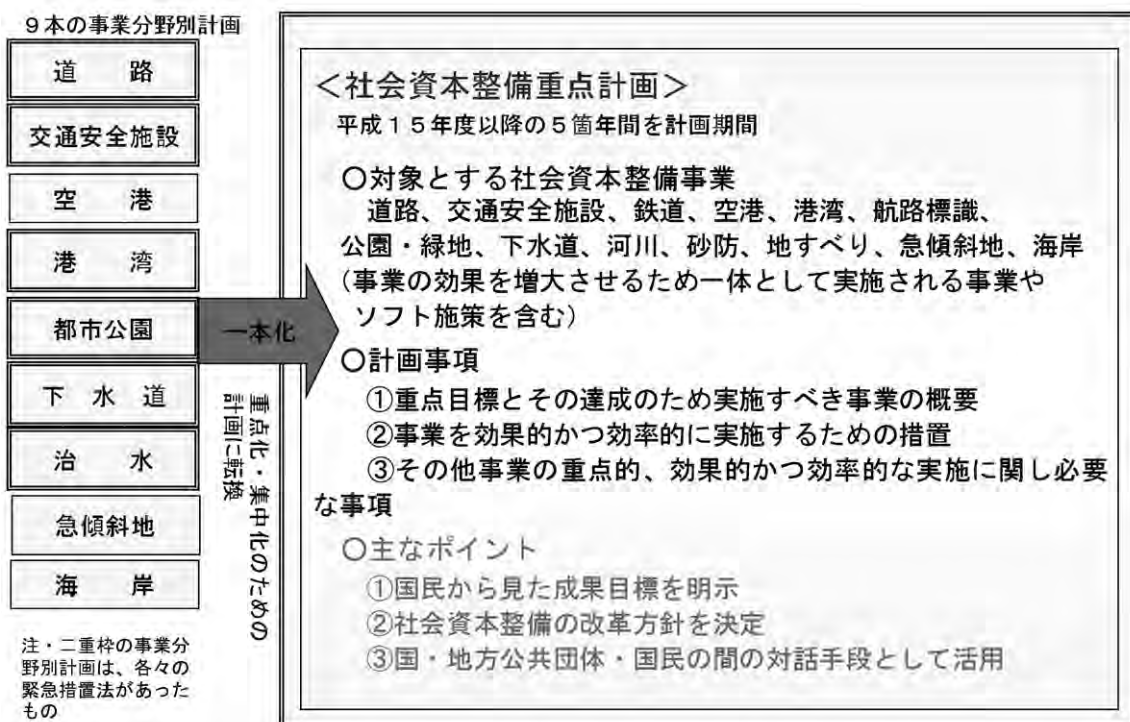 9本の事業分野別計画
道　　路
交通安全施設
空　　港
港　　湾
都市公園
下　水　道
治　　水
急傾斜地
海　　岸
注・二重枠の事業分
野別計画は、各々の
緊急措置法があった
もの
一本化
重点化・集中化のための
計画に転換
＜社会資本整備重点計画＞
平成１５年度以降の５箇年間を計画期間
〇対象とする社会資本整備事業
道路、交通安全施設、鉄道、空港、港湾、航路標識、
公園・緑地、下水道、河川、砂防、地すべり、急傾斜地、海岸
（事業の効果を増大させるため一体として実施される事業や
ソフト施策を含む）
〇計画事項
①重点目標とその達成のため実施すべき事業の概要
②事業を効果的かつ効率的に実施するための措置
③その他事業の重点的、効果的かつ効率的な実施に関し必要
な事項
〇主なポイント
①国民から見た成果目標を明示
②社会資本整備の改革方針を決定
③国・地方公共団体・国民の間の対話手段として活用